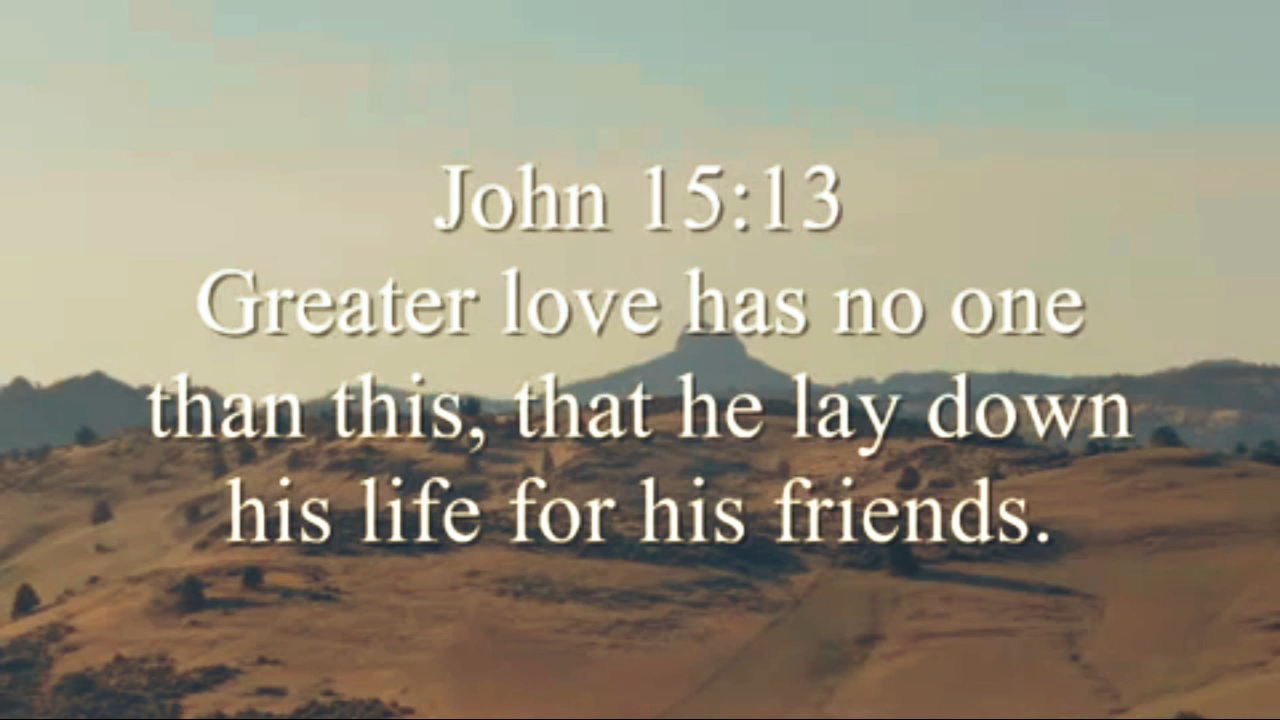 John 15:13
Greater love has no one
than this, that he lay down
his life for his friends.